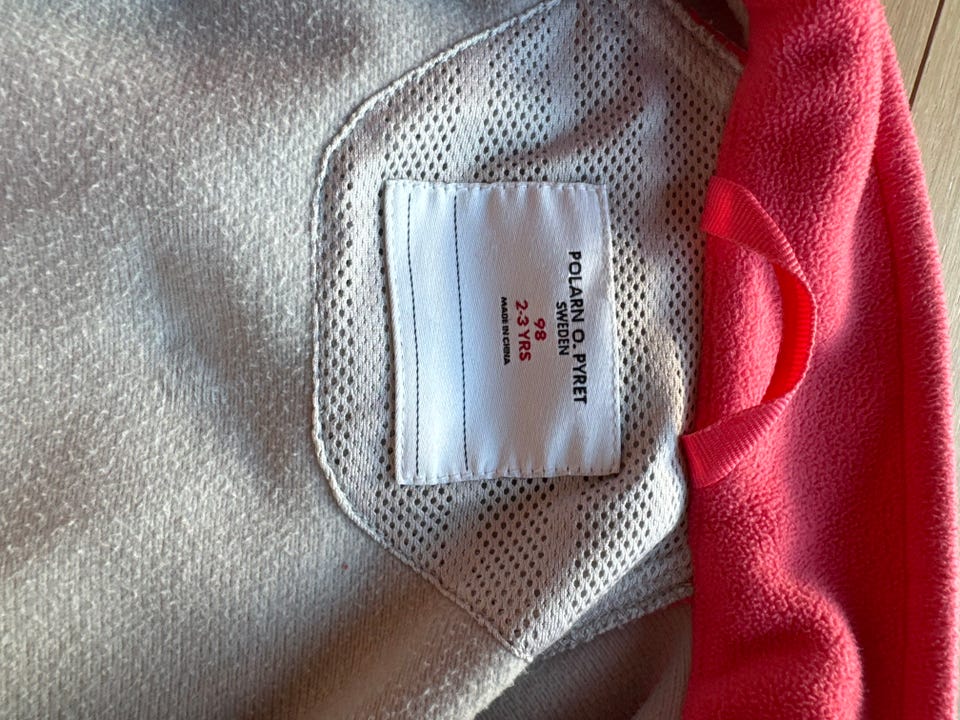 POLARN O. PYRET
SWEDEN
98
2-3 YRS
MADE IN CHINA